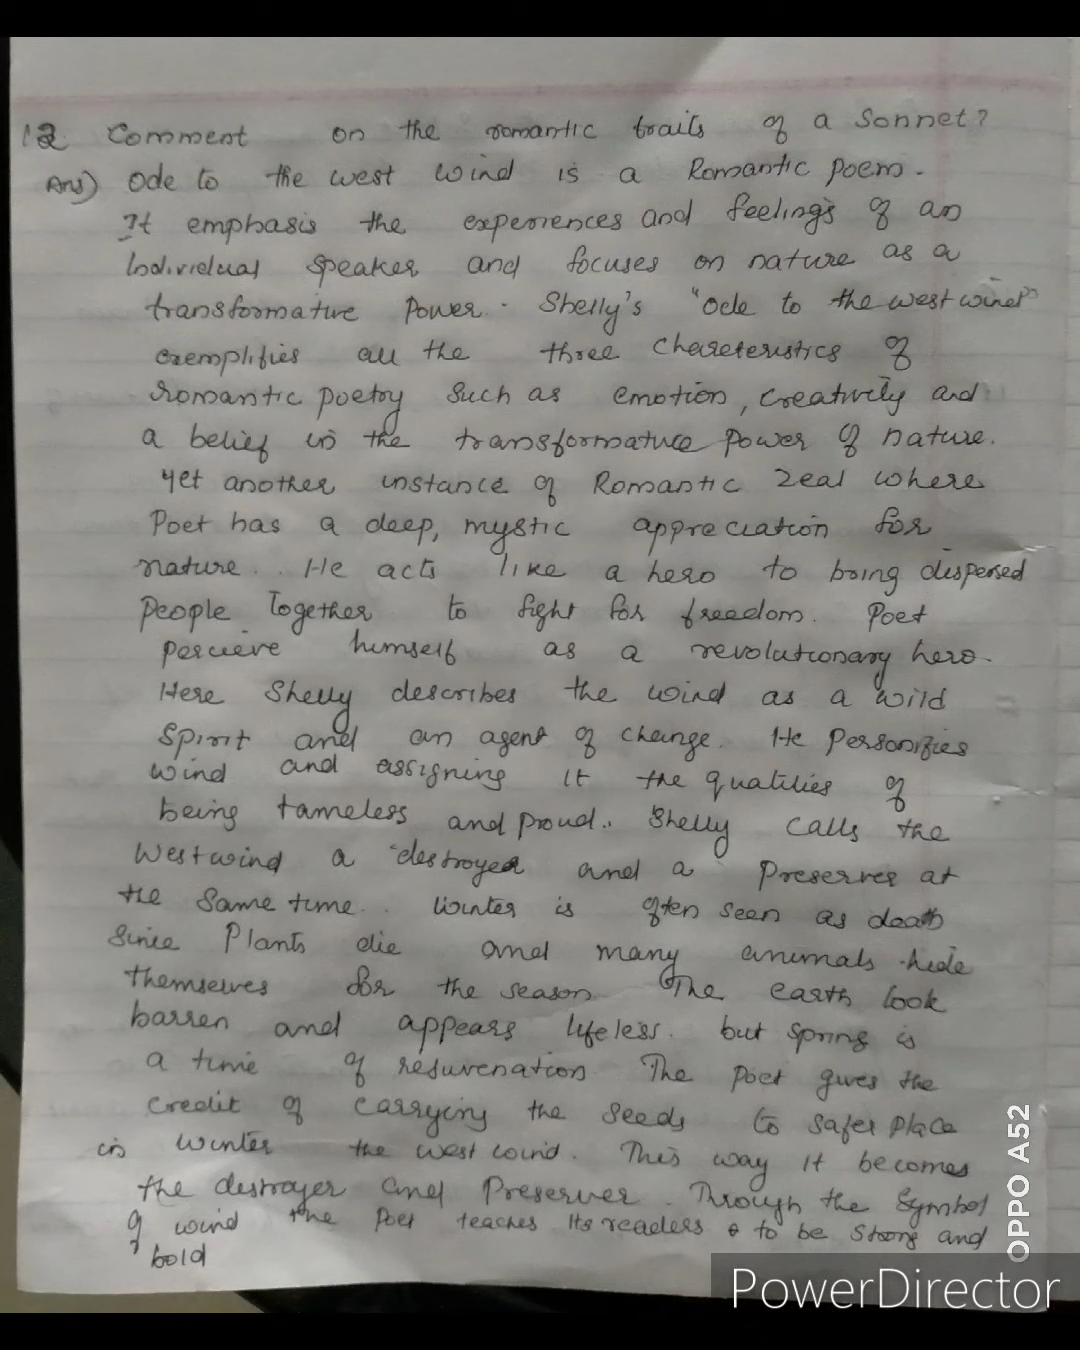 12 Comment on the romantic traits of a Sonnet?
Ans) Ode to the west wind is a Romantic poem.
It emphasis the experiences and feelings of an
Individual speaker and focuses on nature as a
transformative Power. Shelly's "Ode to the west wind"
exemplifies all the three charecteristics of
romantic poetry such as emotion, creativity and
a belief in the transformative power of nature.
Yet another instance of Romantic zeal where
Poet has a deep, mystic appreciation for
nature. He acts like a hero to bring dispersed
People together to fight for freedom. Poet
percieve himself as a revolutionary hero.
Here Shelly describes the wind as a wild
Spirit and an agent of change. He Personifies
wind and assigning it the qualities of
being tameless and proud. Shelly calls the
West wind a destroyer and a Preserver at
the Same time. Winter is often seen as death
Since Plants die and many animals hide
themselves for the season. The earth look
barren and appears lifeless. but spring is
a time of rejuvenation. The Poet gives the
credit of carrying the seeds to safer place
in winter the west wind. This way it becomes
the destroyer and Preserver. Through the Symbol
of wind the Poet teaches Its readers to be strong and
bold
OPPO A52
PowerDirector